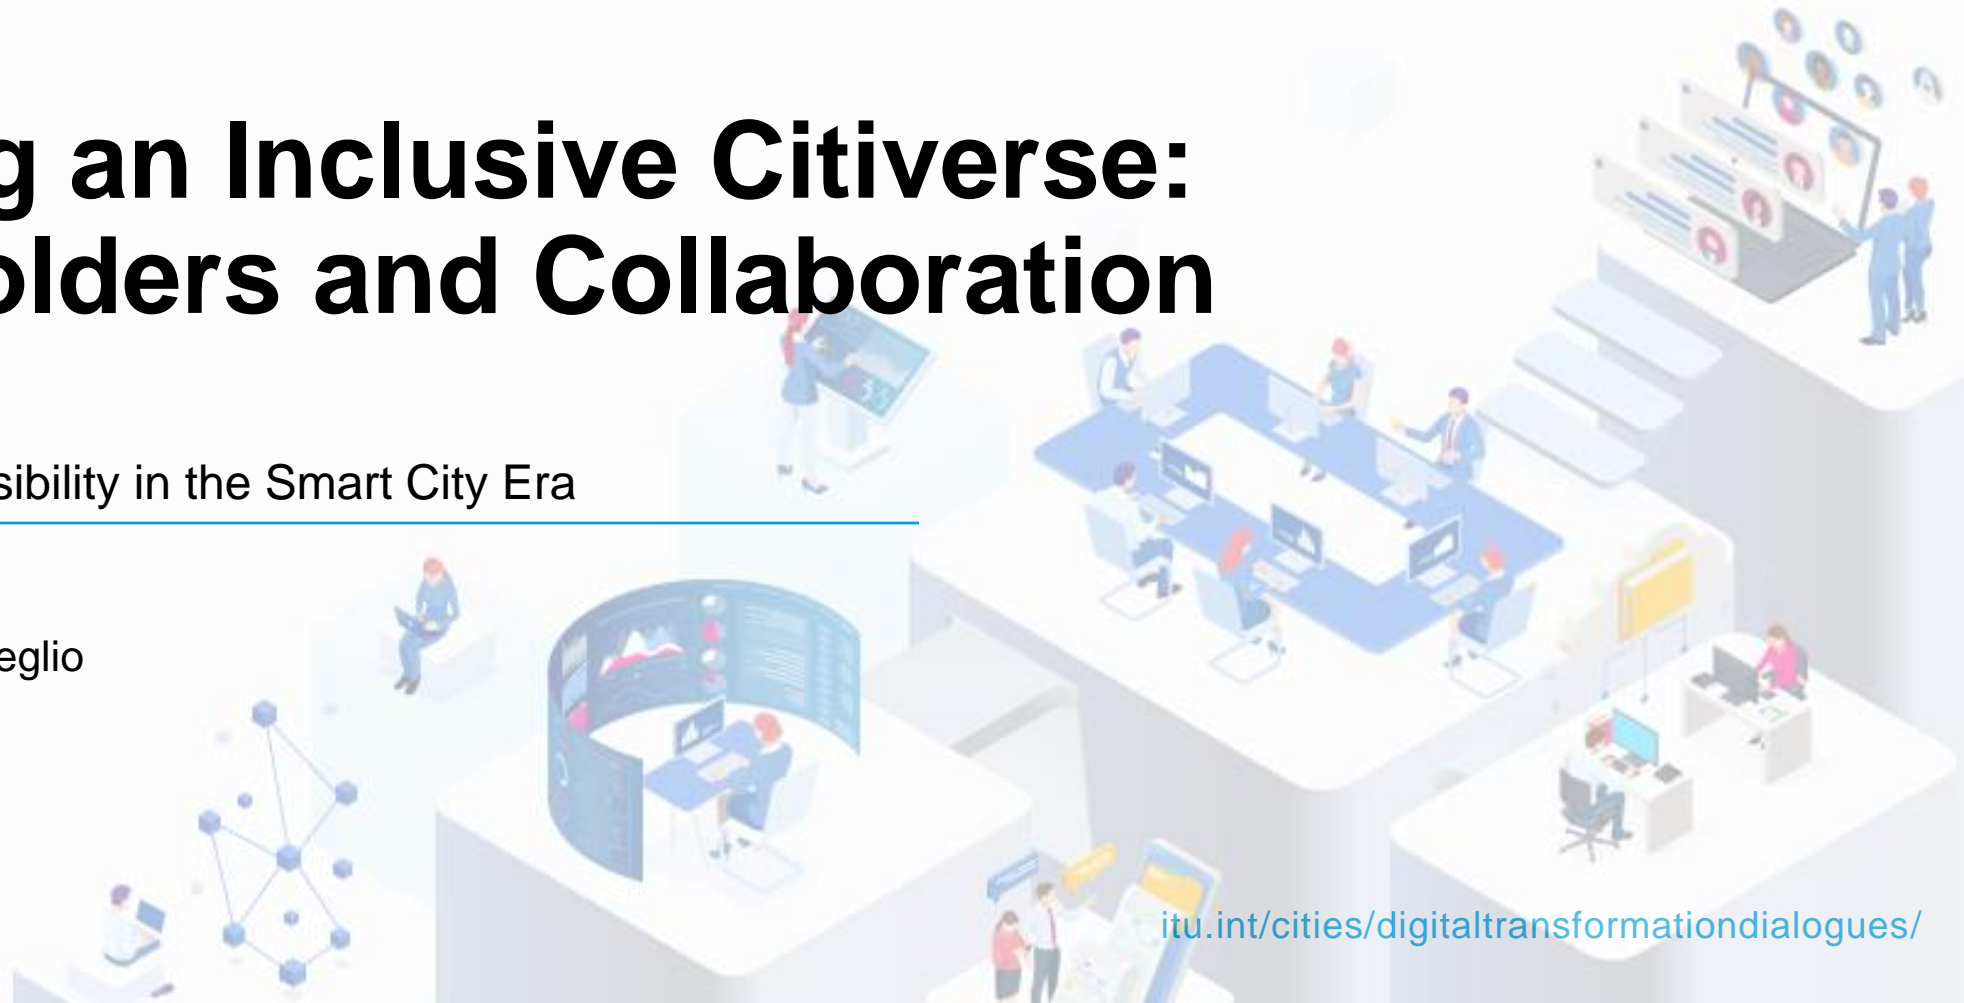 g an Inclusive Citiverse:
olders and Collaboration
sibility in the Smart City Era
eglio
itu.int/cities/digitaltransformationdialogues/